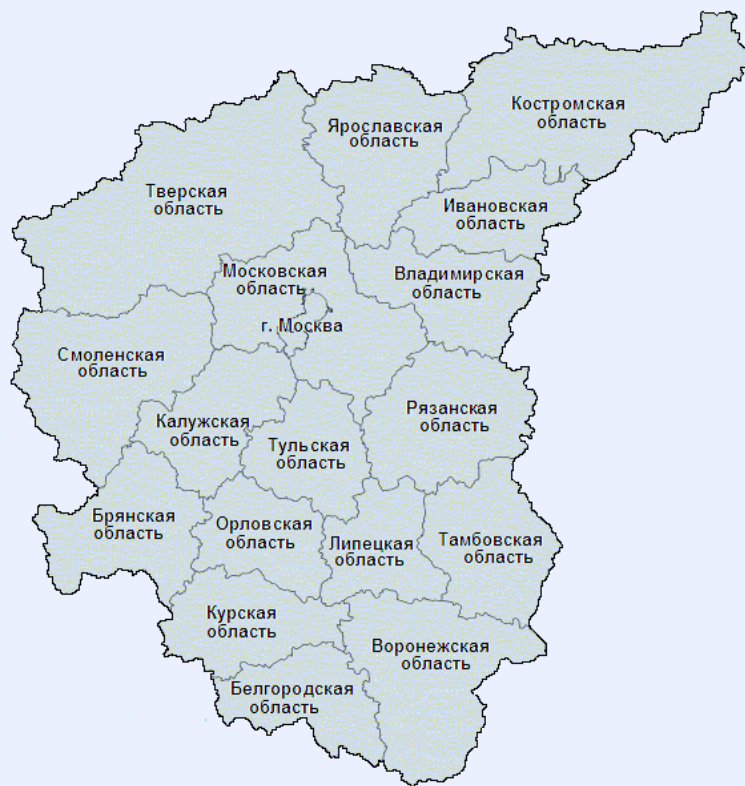 Костромская
область
Ярославская
область
Тверская
область
Ивановская
область
Московская
область
Владимирская
область
г. Москва
Смоленская
область
Калужская
область
Рязанская
область
Тульская
область
Брянская
область
Орловская
область
Липецкая
область
Тамбовская
область
Курская
область
Воронежская
область
Белгородская
область